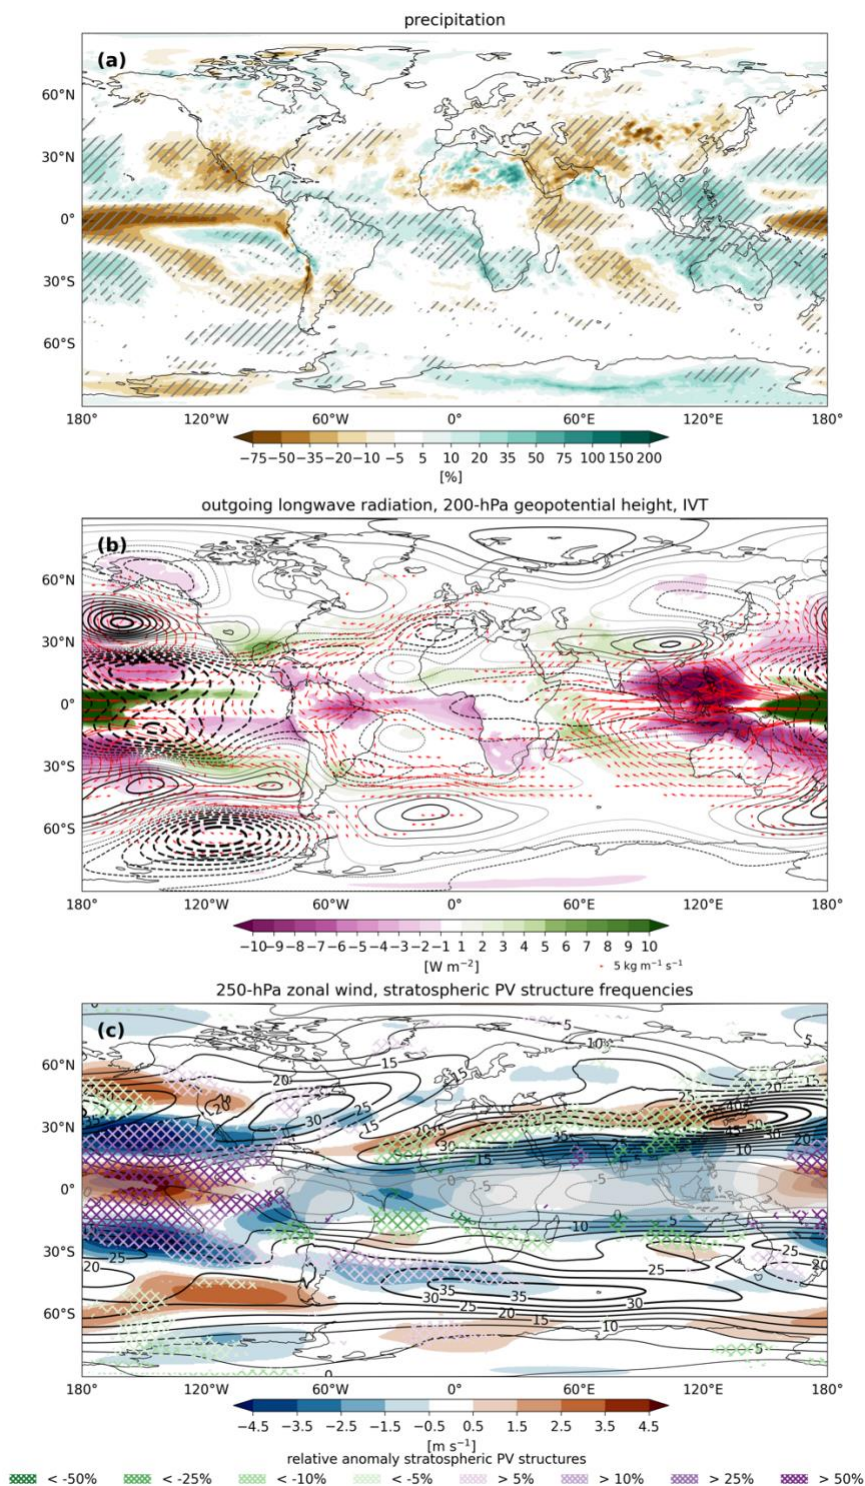 precipitation
(a)
60°N
30°N
0°
30°S
60°S
180° 120°W 60°W 0° 60°E 120°E 180°
−75 −50 −35 −20 −10 −5 5 10 20 35 50 75 100 150 200
[%]
outgoing longwave radiation, 200-hPa geopotential height, IVT
(b)
60°N
30°N
0°
30°S
60°S
180° 120°W 60°W 0° 60°E 120°E 180°
−10 −9 −8 −7 −6 −5 −4 −3 −2 −1 1 2 3 4 5 6 7 8 9 10
[W m⁻²]
5 kg m⁻¹ s⁻¹
250-hPa zonal wind, stratospheric PV structure frequencies
(c)
60°N
30°N
0°
30°S
60°S
180° 120°W 60°W 0° 60°E 120°E 180°
−4.5 −3.5 −2.5 −1.5 −0.5 0.5 1.5 2.5 3.5 4.5
[m s⁻¹]
relative anomaly stratospheric PV structures
< -50% < -25% < -10% < -5% > 5% > 10% > 25% > 50%